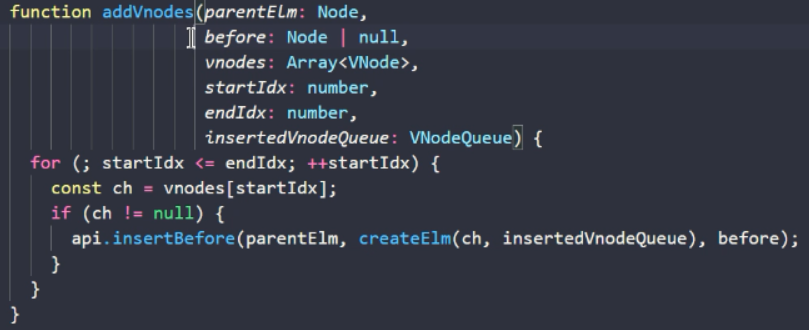 function addVnodes(parentElm: Node,
before: Node | null,
vnodes: Array<VNode>,
startIdx: number,
endIdx: number,
insertedVnodeQueue: VNodeQueue) {
for (; startIdx <= endIdx; ++startIdx) {
const ch = vnodes[startIdx];
if (ch != null) {
api.insertBefore(parentElm, createElm(ch, insertedVnodeQueue), before);
}
}
}